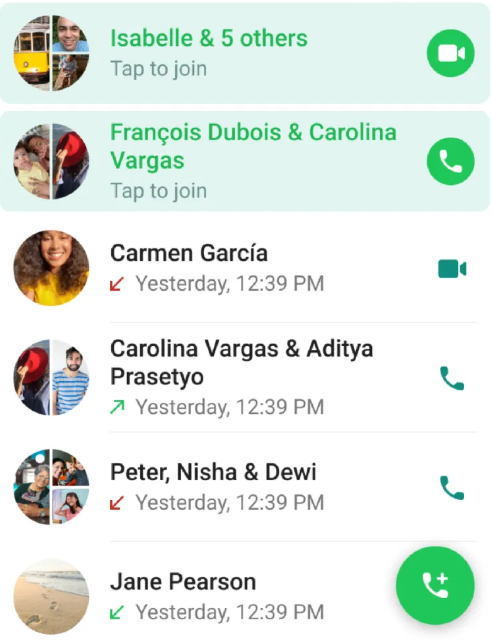 Isabelle & 5 others
Tap to join
François Dubois & Carolina
Vargas
Tap to join
Carmen García
Yesterday, 12:39 PM
Carolina Vargas & Aditya
Prasetyo
Yesterday, 12:39 PM
Peter, Nisha & Dewi
Yesterday, 12:39 PM
Jane Pearson
Yesterday, 12:39 PM